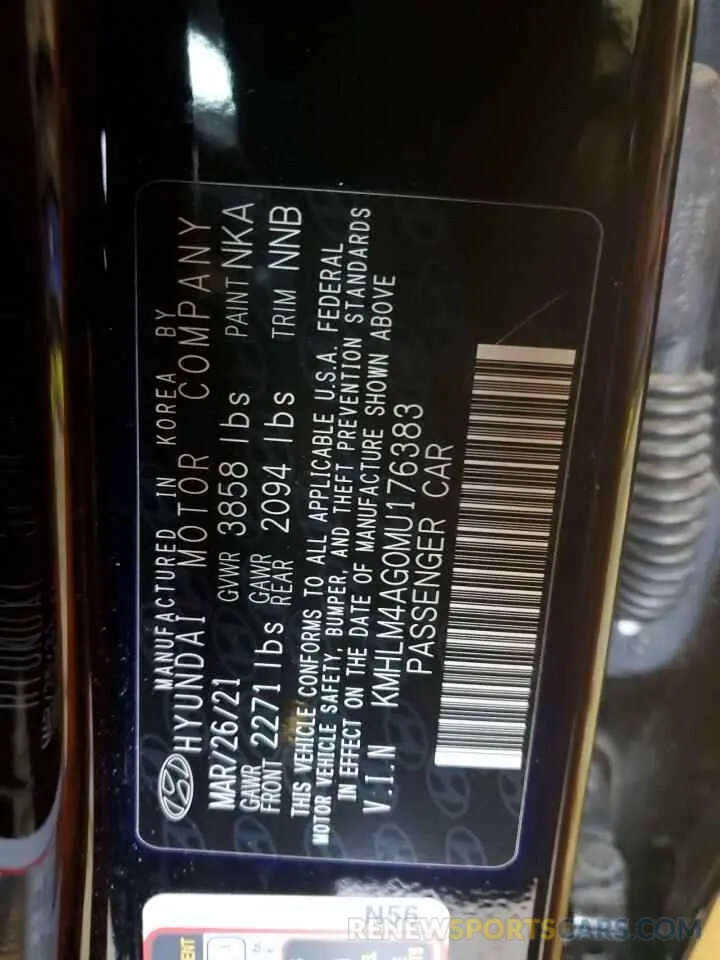 MANUFACTURED IN KOREA BY
HYUNDAI MOTOR COMPANY
MAR/26/21 GVWR 3858 lbs PAINT NKA
GAWR FRONT 2271 lbs GAWR REAR 2094 lbs TRIM NNB
THIS VEHICLE CONFORMS TO ALL APPLICABLE U.S.A. FEDERAL
MOTOR VEHICLE SAFETY, BUMPER, AND THEFT PREVENTION STANDARDS
IN EFFECT ON THE DATE OF MANUFACTURE SHOWN ABOVE
V.I.N KMHLM4AG0MU176383
PASSENGER CAR
N56
RENEWSPORTSCARS.COM